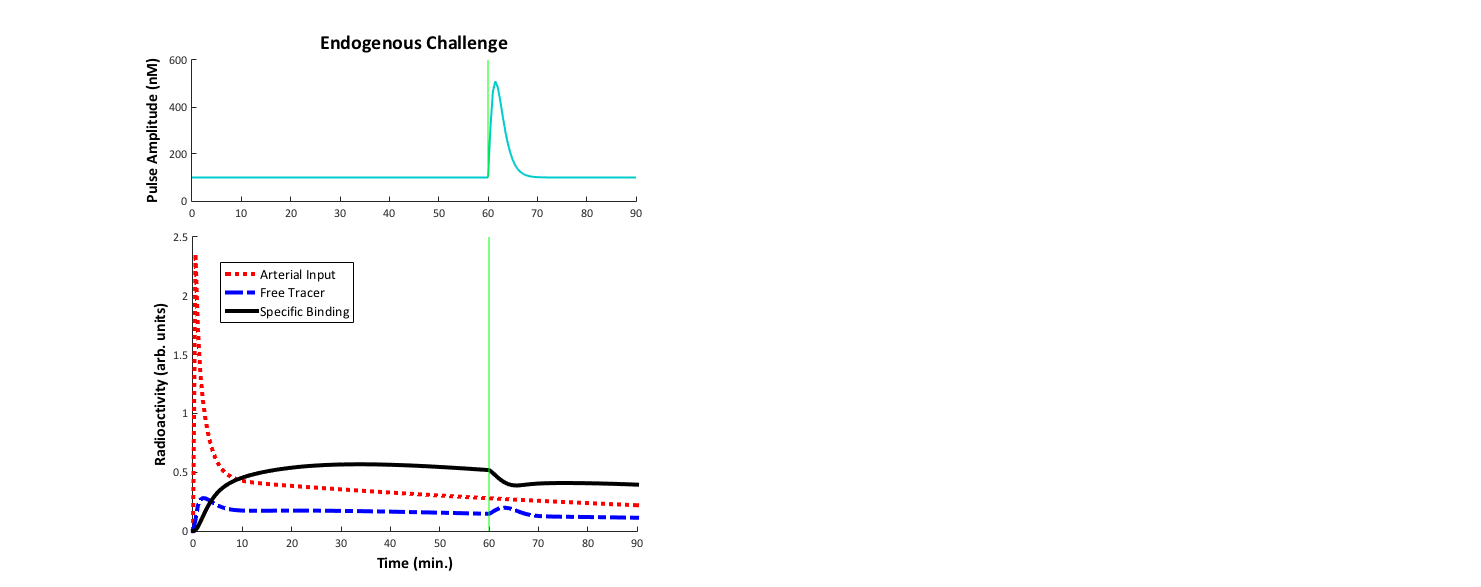 Endogenous Challenge
Pulse Amplitude (nM)
600
400
200
0
0 10 20 30 40 50 60 70 80 90
Radioactivity (arb. units)
2.5
2
1.5
1
0.5
0
Arterial Input
Free Tracer
Specific Binding
0 10 20 30 40 50 60 70 80 90
Time (min.)